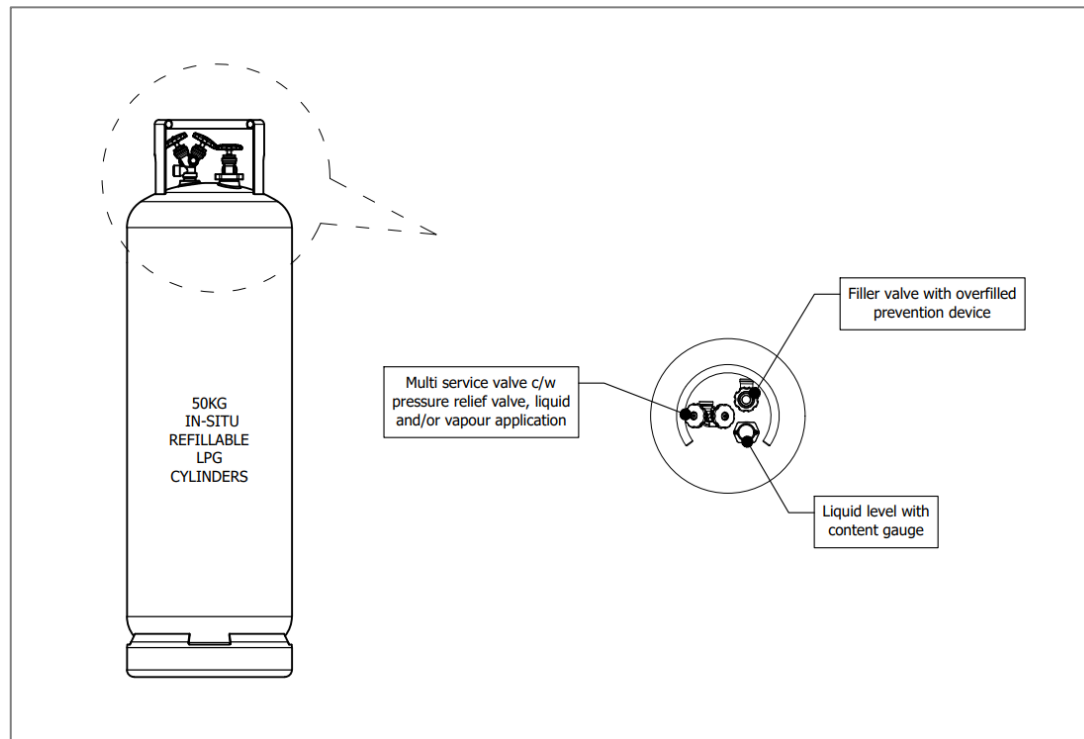 50KG
IN-SITU
REFILLABLE
LPG
CYLINDERS
Multi service valve c/w
pressure relief valve, liquid
and/or vapour application
Filler valve with overfilled
prevention device
Liquid level with
content gauge